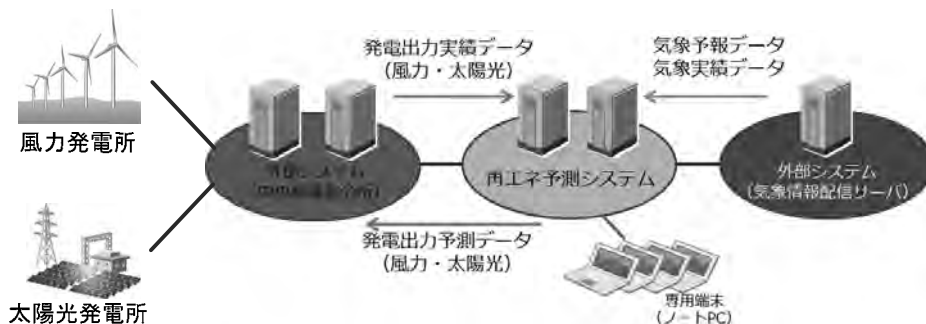 発電出力実績データ
(風力・太陽光)
気象予報データ
気象実績データ
風力発電所
再エネ予測システム
外部システム
(気象情報配信サーバ)
発電出力予測データ
(風力・太陽光)
太陽光発電所
専用端末
(ノートPC)